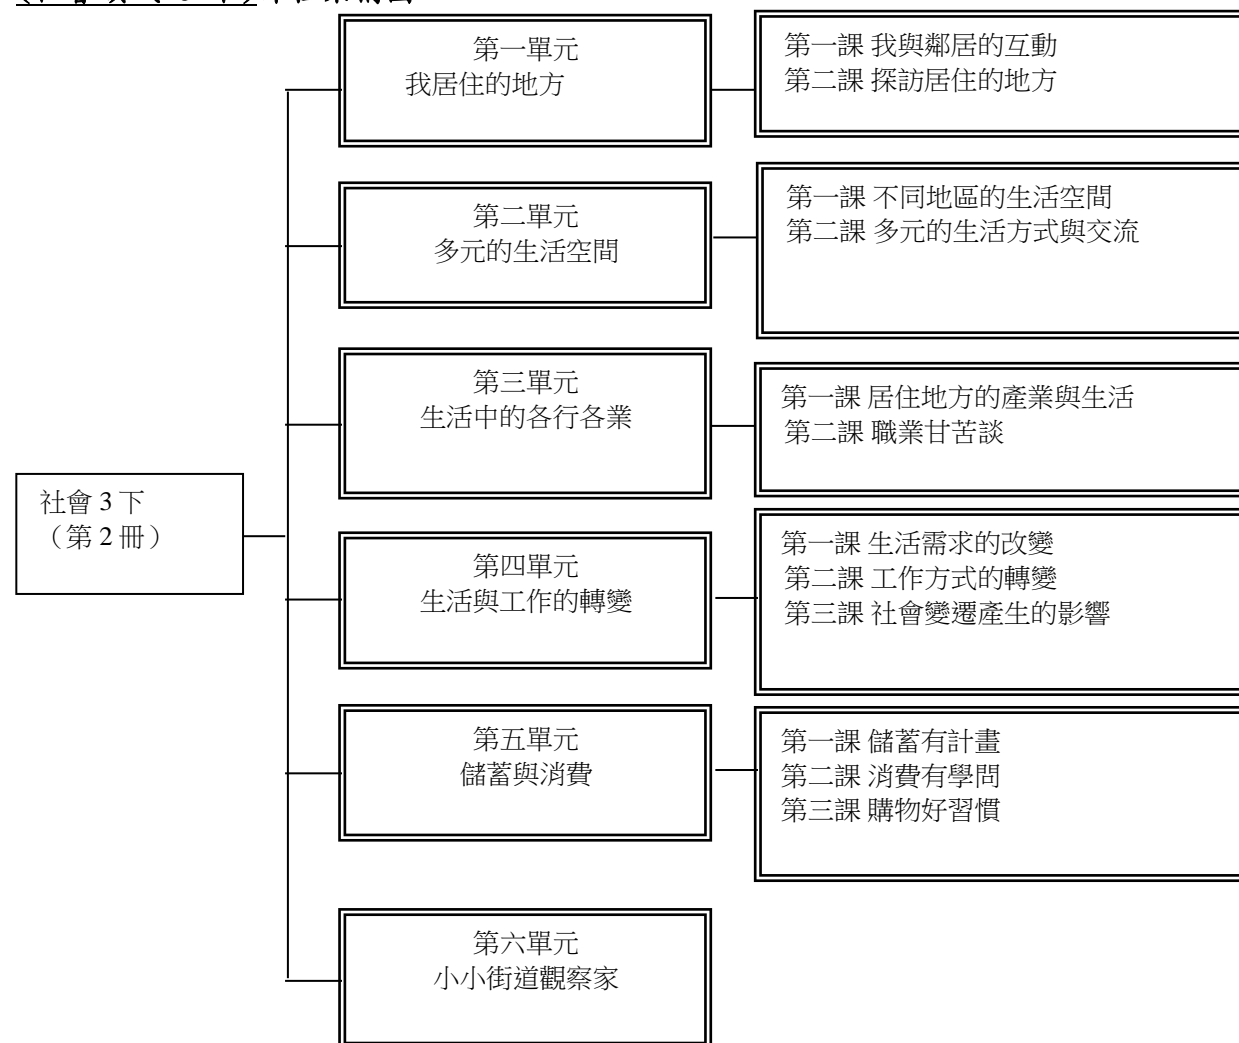 第一單元
我居住的地方
第一課 我與鄰居的互動
第二課 探訪居住的地方
第二單元
多元的生活空間
第一課 不同地區的生活空間
第二課 多元的生活方式與交流
第三單元
生活中的各行各業
第一課 居住地方的產業與生活
第二課 職業甘苦談
社會 3 下
（第 2 冊）
第四單元
生活與工作的轉變
第一課 生活需求的改變
第二課 工作方式的轉變
第三課 社會變遷產生的影響
第五單元
儲蓄與消費
第一課 儲蓄有計畫
第二課 消費有學問
第三課 購物好習慣
第六單元
小小街道觀察家